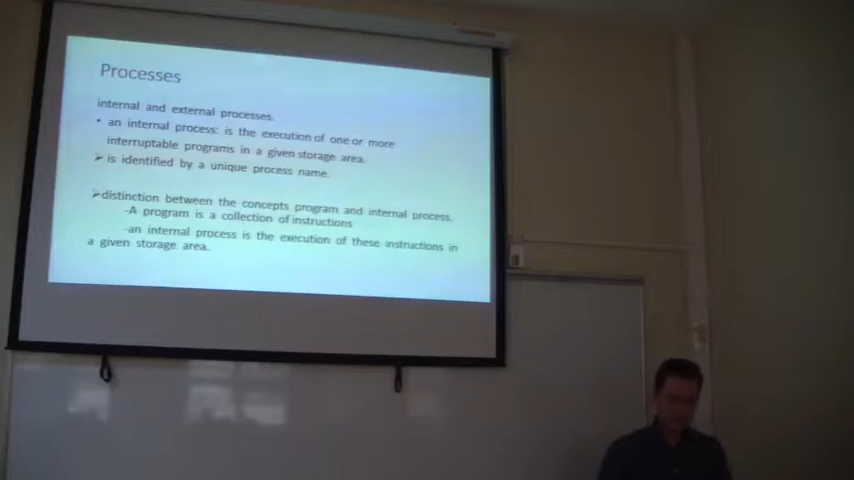 Processes
internal and external processes.
• an internal process: is the execution of one or more
interruptable programs in a given storage area.
➢ is identified by a unique process name.
➢distinction between the concepts program and internal process.
-A program is a collection of instructions
-an internal process is the execution of these instructions in
a given storage area.